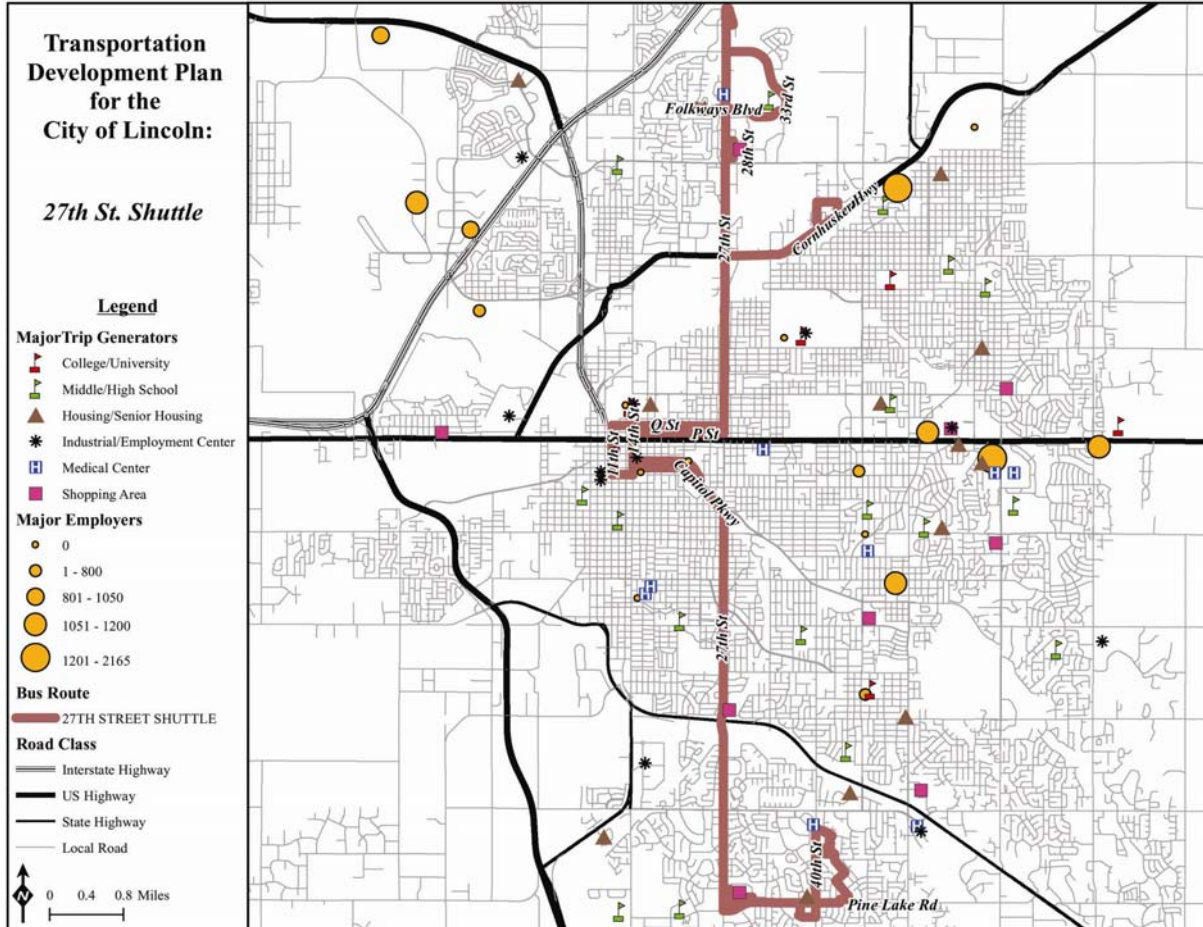 Transportation
Development Plan
for the
City of Lincoln:
27th St. Shuttle
Legend
MajorTrip Generators
College/University
Middle/High School
Housing/Senior Housing
Industrial/Employment Center
H Medical Center
Shopping Area
Major Employers
0
1 - 800
801 - 1050
1051 - 1200
1201 - 2165
Bus Route
27TH STREET SHUTTLE
Road Class
Interstate Highway
US Highway
State Highway
Local Road
N
0 0.4 0.8 Miles
H
Folkways Blvd
33rd St
28th St
27th St
Cornhusker Hwy
Q St
P St
11th St
14th St
H
H
H
Capitol Pkwy
H
H
H
27th St
H
H
40th St
Pine Lake Rd